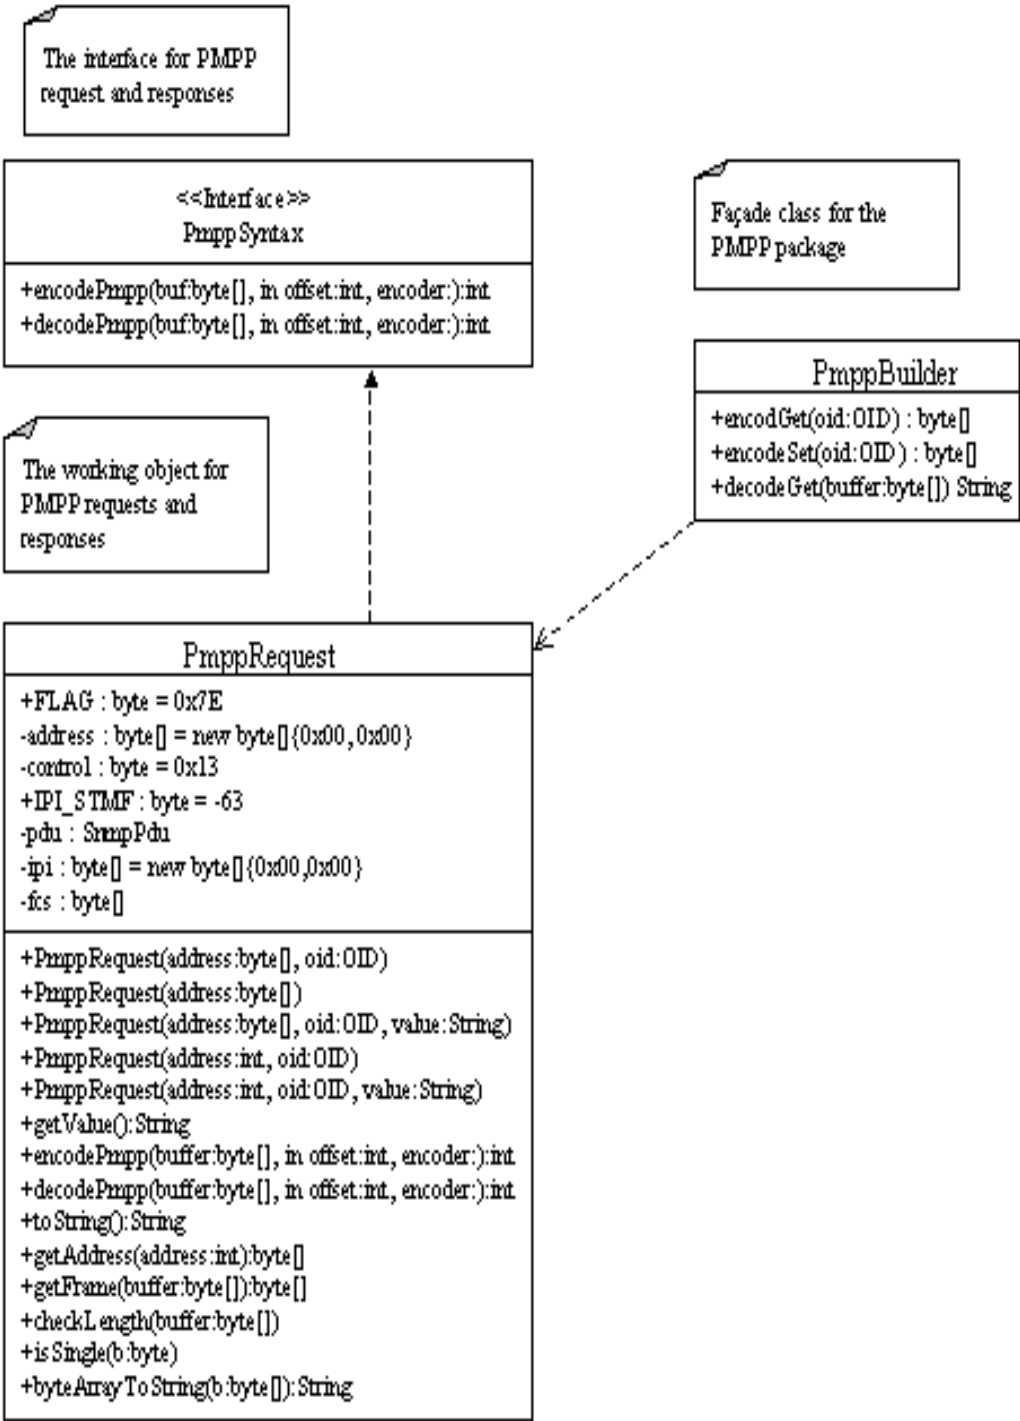 The interface for PMPP
request and responses
<<Interface>>
PmppSyntax
+encodePmpp(buf:byte[], in offset:int, encoder:):int
+decodePmpp(buf:byte[], in offset:int, encoder:):int
Façade class for the
PMPP package
PmppBuilder
+encodGet(oid:OID) : byte[]
+encodeSet(oid:OID) : byte[]
+decodeGet(buffer:byte[]) String
The working object for
PMPP requests and
responses
PmppRequest
+FLAG : byte = 0x7E
-address : byte[] = new byte[]{0x00,0x00}
-control : byte = 0x13
+IPI_STMF : byte = -63
-pdu : SnmpPdu
-ipi : byte[] = new byte[]{0x00,0x00}
-fcs : byte[]
+PmppRequest(address:byte[], oid:OID)
+PmppRequest(address:byte[])
+PmppRequest(address:byte[], oid:OID, value:String)
+PmppRequest(address:int, oid:OID)
+PmppRequest(address:int, oid:OID, value:String)
+getValue():String
+encodePmpp(buffer:byte[], in offset:int, encoder:):int
+decodePmpp(buffer:byte[], in offset:int, encoder:):int
+toString():String
+getAddress(address:int):byte[]
+getFrame(buffer:byte[]):byte[]
+checkLength(buffer:byte[])
+isSingle(b:byte)
+byteArrayToString(b:byte[]):String